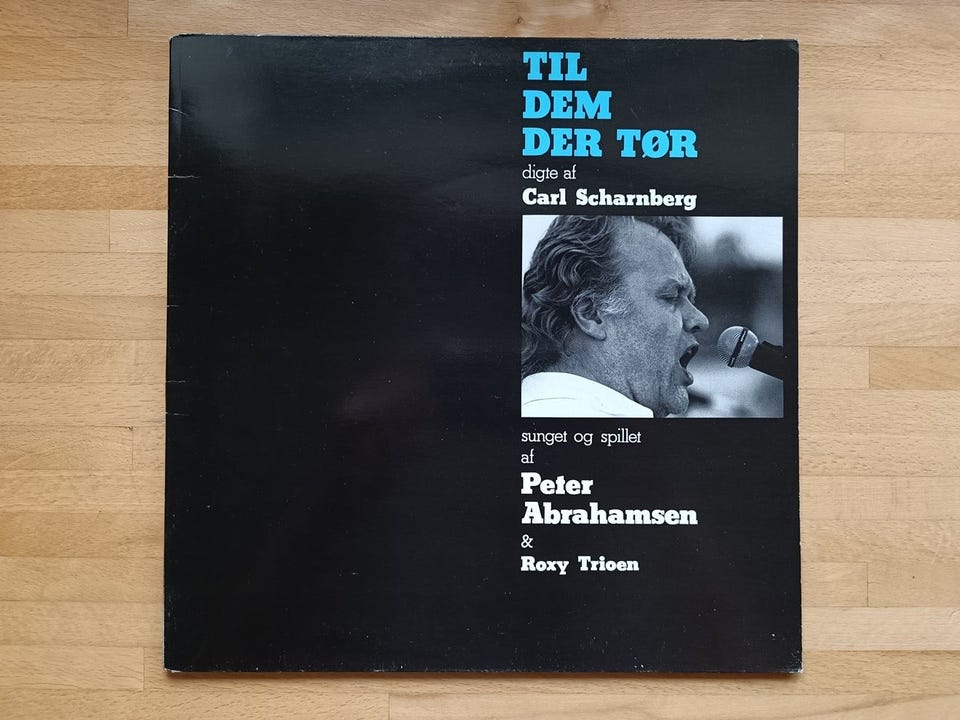 TIL
DEM
DER TØR
digte af
Carl Scharnberg
sunget og spillet
af
Peter
Abrahamsen
&
Roxy Trioen